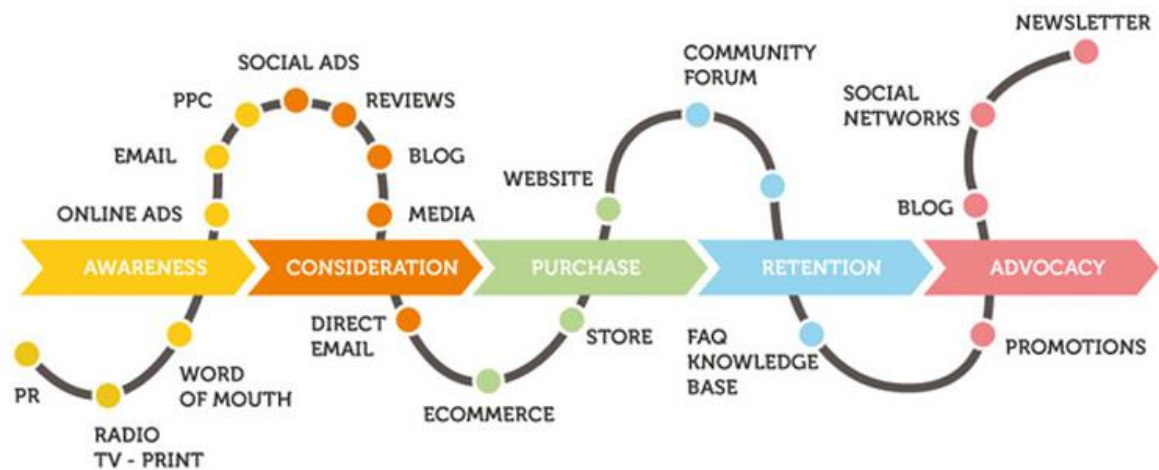 NEWSLETTER
COMMUNITY
FORUM
SOCIAL ADS
PPC
REVIEWS
SOCIAL
NETWORKS
EMAIL
BLOG
WEBSITE
ONLINE ADS
MEDIA
BLOG
AWARENESS
CONSIDERATION
PURCHASE
RETENTION
ADVOCACY
DIRECT
EMAIL
STORE
FAQ
KNOWLEDGE
BASE
PROMOTIONS
PR
WORD
OF MOUTH
ECOMMERCE
RADIO
TV - PRINT